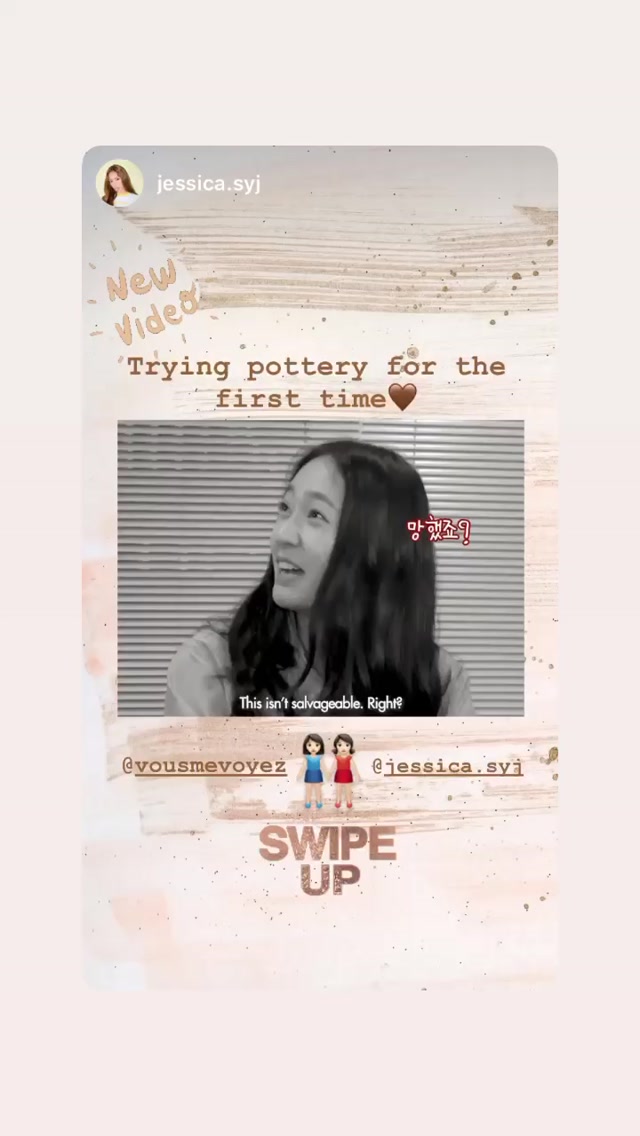 jessica.syj
New
Video
Trying pottery for the
first time🤎
망했죠?
This isn't salvageable. Right?
@vousmevoyez @jessica.syj
SWIPE
UP